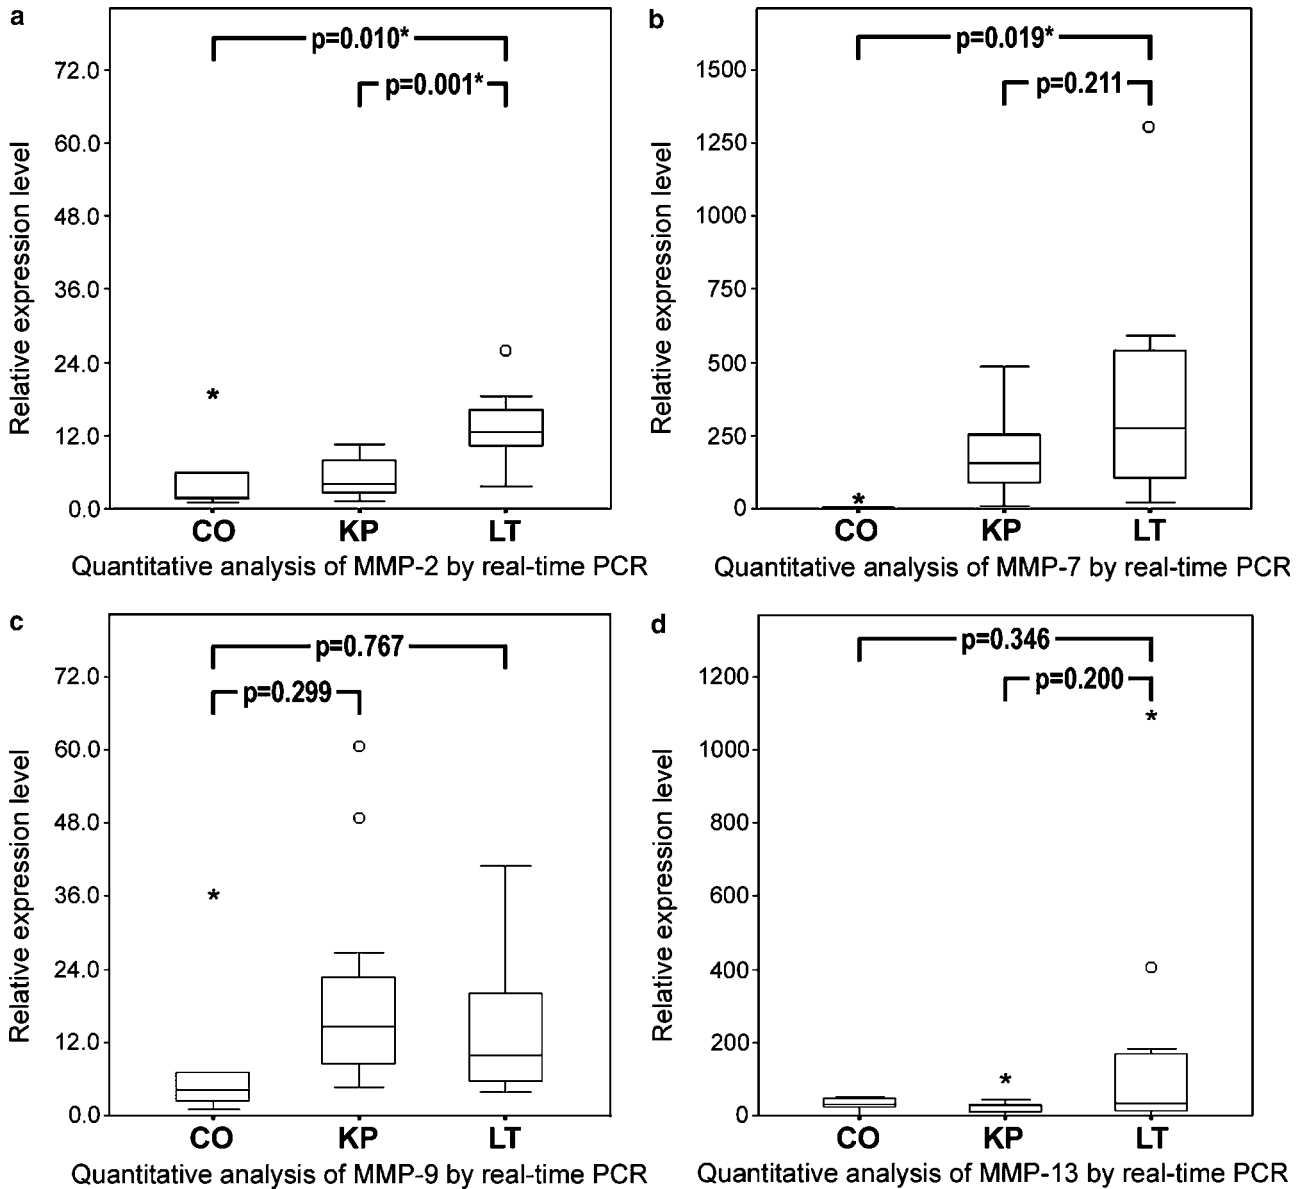 a
p=0.010*
p=0.001*
72.0
60.0
48.0
36.0
24.0
12.0
0.0
Relative expression level
*
CO KP LT
Quantitative analysis of MMP-2 by real-time PCR
b
p=0.019*
p=0.211
1500
1250
1000
750
500
250
0
Relative expression level
*
CO KP LT
Quantitative analysis of MMP-7 by real-time PCR
c
p=0.767
p=0.299
72.0
60.0
48.0
36.0
24.0
12.0
0.0
Relative expression level
*
CO KP LT
Quantitative analysis of MMP-9 by real-time PCR
d
p=0.346
p=0.200
1200
1000
800
600
400
200
0
Relative expression level
*
*
CO KP LT
Quantitative analysis of MMP-13 by real-time PCR